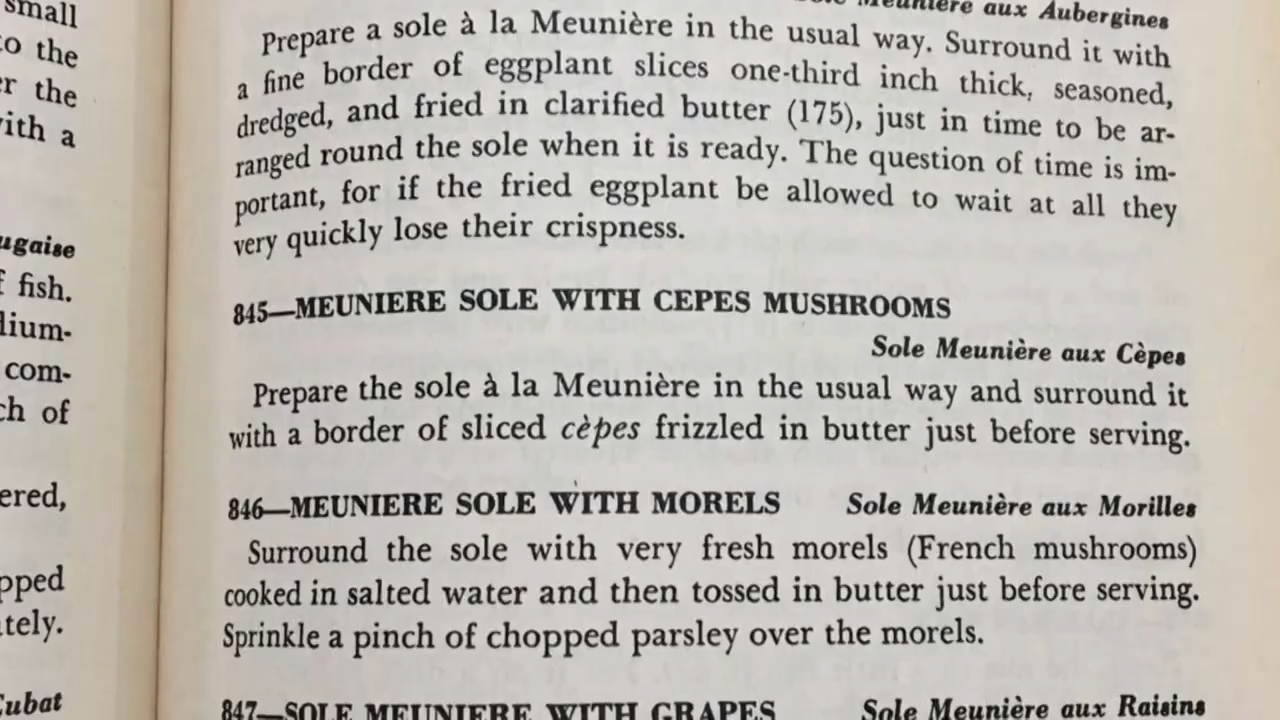 small
to the
er the
with a
ugaise
f fish.
dium-
com-
ch of
ered,
pped
tely.
Cubat
Sole Meunière aux Aubergines
Prepare a sole à la Meunière in the usual way. Surround it with
a fine border of eggplant slices one-third inch thick, seasoned,
dredged, and fried in clarified butter (175), just in time to be ar-
ranged round the sole when it is ready. The question of time is im-
portant, for if the fried eggplant be allowed to wait at all they
very quickly lose their crispness.
845—MEUNIERE SOLE WITH CEPES MUSHROOMS
Sole Meunière aux Cèpes
Prepare the sole à la Meunière in the usual way and surround it
with a border of sliced cèpes frizzled in butter just before serving.
846—MEUNIERE SOLE WITH MORELS Sole Meunière aux Morilles
Surround the sole with very fresh morels (French mushrooms)
cooked in salted water and then tossed in butter just before serving.
Sprinkle a pinch of chopped parsley over the morels.
847—SOLE MEUNIERE WITH GRAPES Sole Meunière aux Raisins